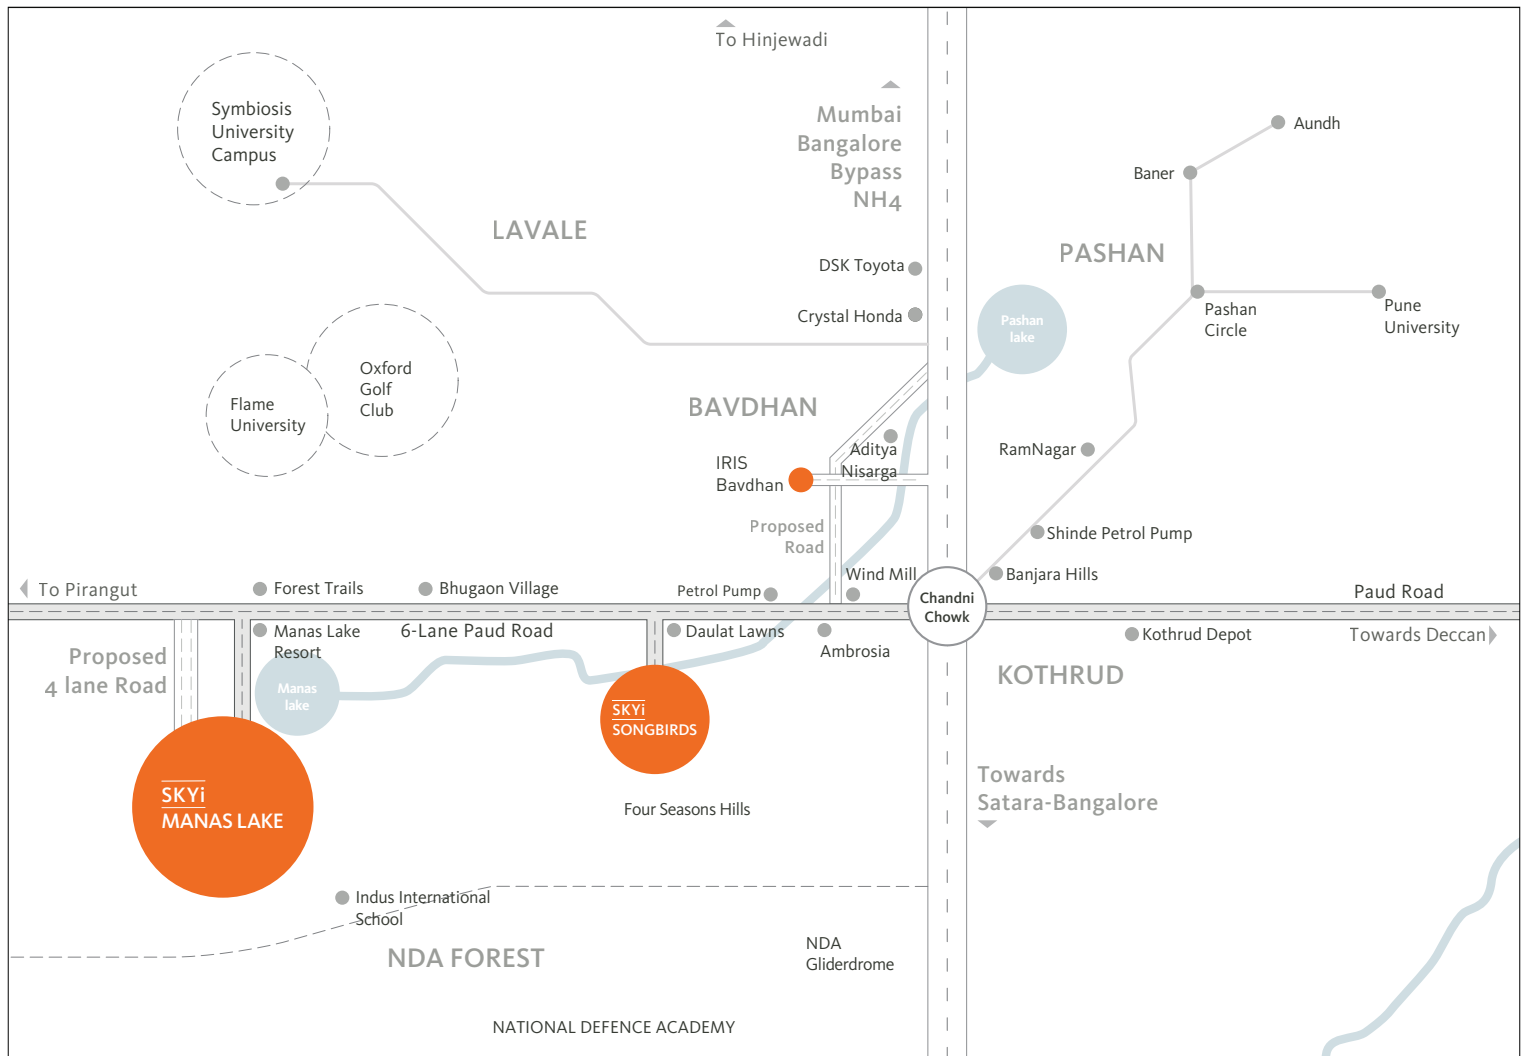 To Hinjewadi
Mumbai
Bangalore
Bypass
NH4
Symbiosis
University
Campus
Aundh
Baner
LAVALE
PASHAN
DSK Toyota
Crystal Honda
Pashan
lake
Pashan
Circle
Pune
University
Oxford
Golf
Club
Flame
University
BAVDHAN
Aditya
Nisarga
RamNagar
IRIS
Bavdhan
Proposed
Road
Shinde Petrol Pump
Wind Mill
Banjara Hills
To Pirangut
Forest Trails
Bhugaon Village
Petrol Pump
Chandni
Chowk
Paud Road
Manas Lake
Resort
6-Lane Paud Road
Daulat Lawns
Ambrosia
Kothrud Depot
Towards Deccan
Proposed
4 lane Road
Manas
lake
KOTHRUD
SKYi
SONGBIRDS
SKYi
MANAS LAKE
Four Seasons Hills
Towards
Satara-Bangalore
Indus International
School
NDA FOREST
NDA
Gliderdrome
NATIONAL DEFENCE ACADEMY